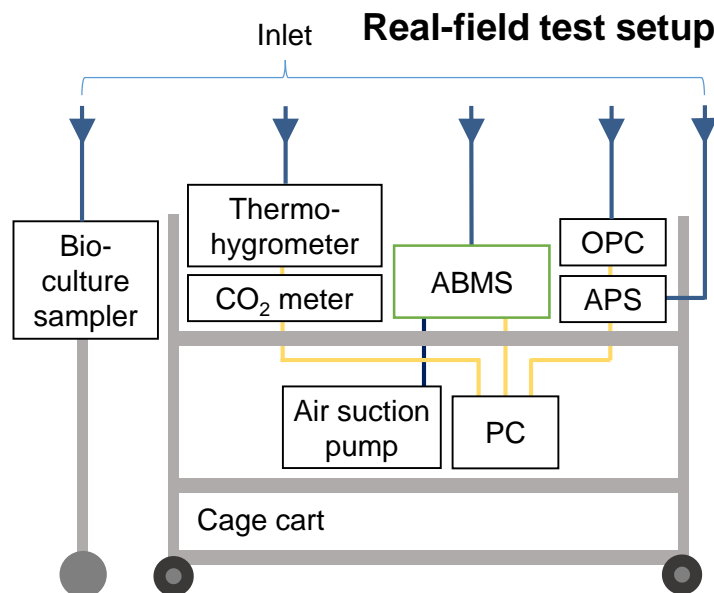 Real-field test setup
Inlet
Thermo-
hygrometer
Bio-
culture
sampler
OPC
CO₂ meter
ABMS
APS
Air suction
pump
PC
Cage cart